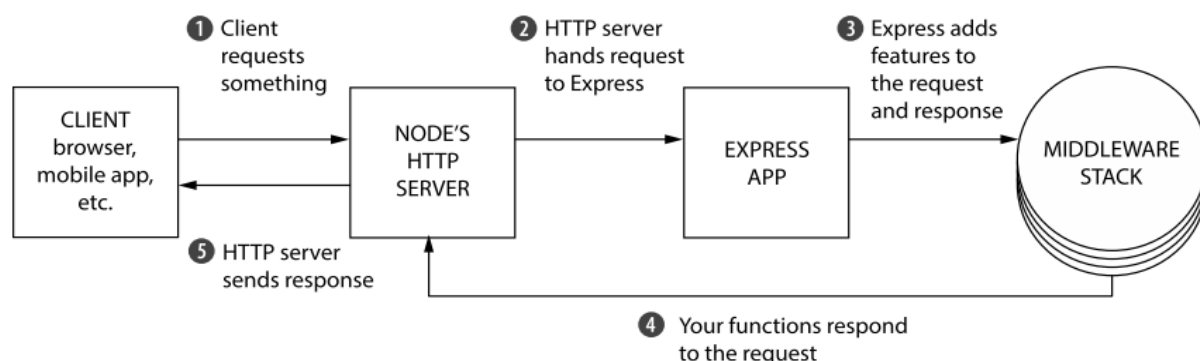 1 Client
requests
something
2 HTTP server
hands request
to Express
3 Express adds
features to
the request
and response
CLIENT
browser,
mobile app,
etc.
NODE'S
HTTP
SERVER
EXPRESS
APP
MIDDLEWARE
STACK
5 HTTP server
sends response
4 Your functions respond
to the request